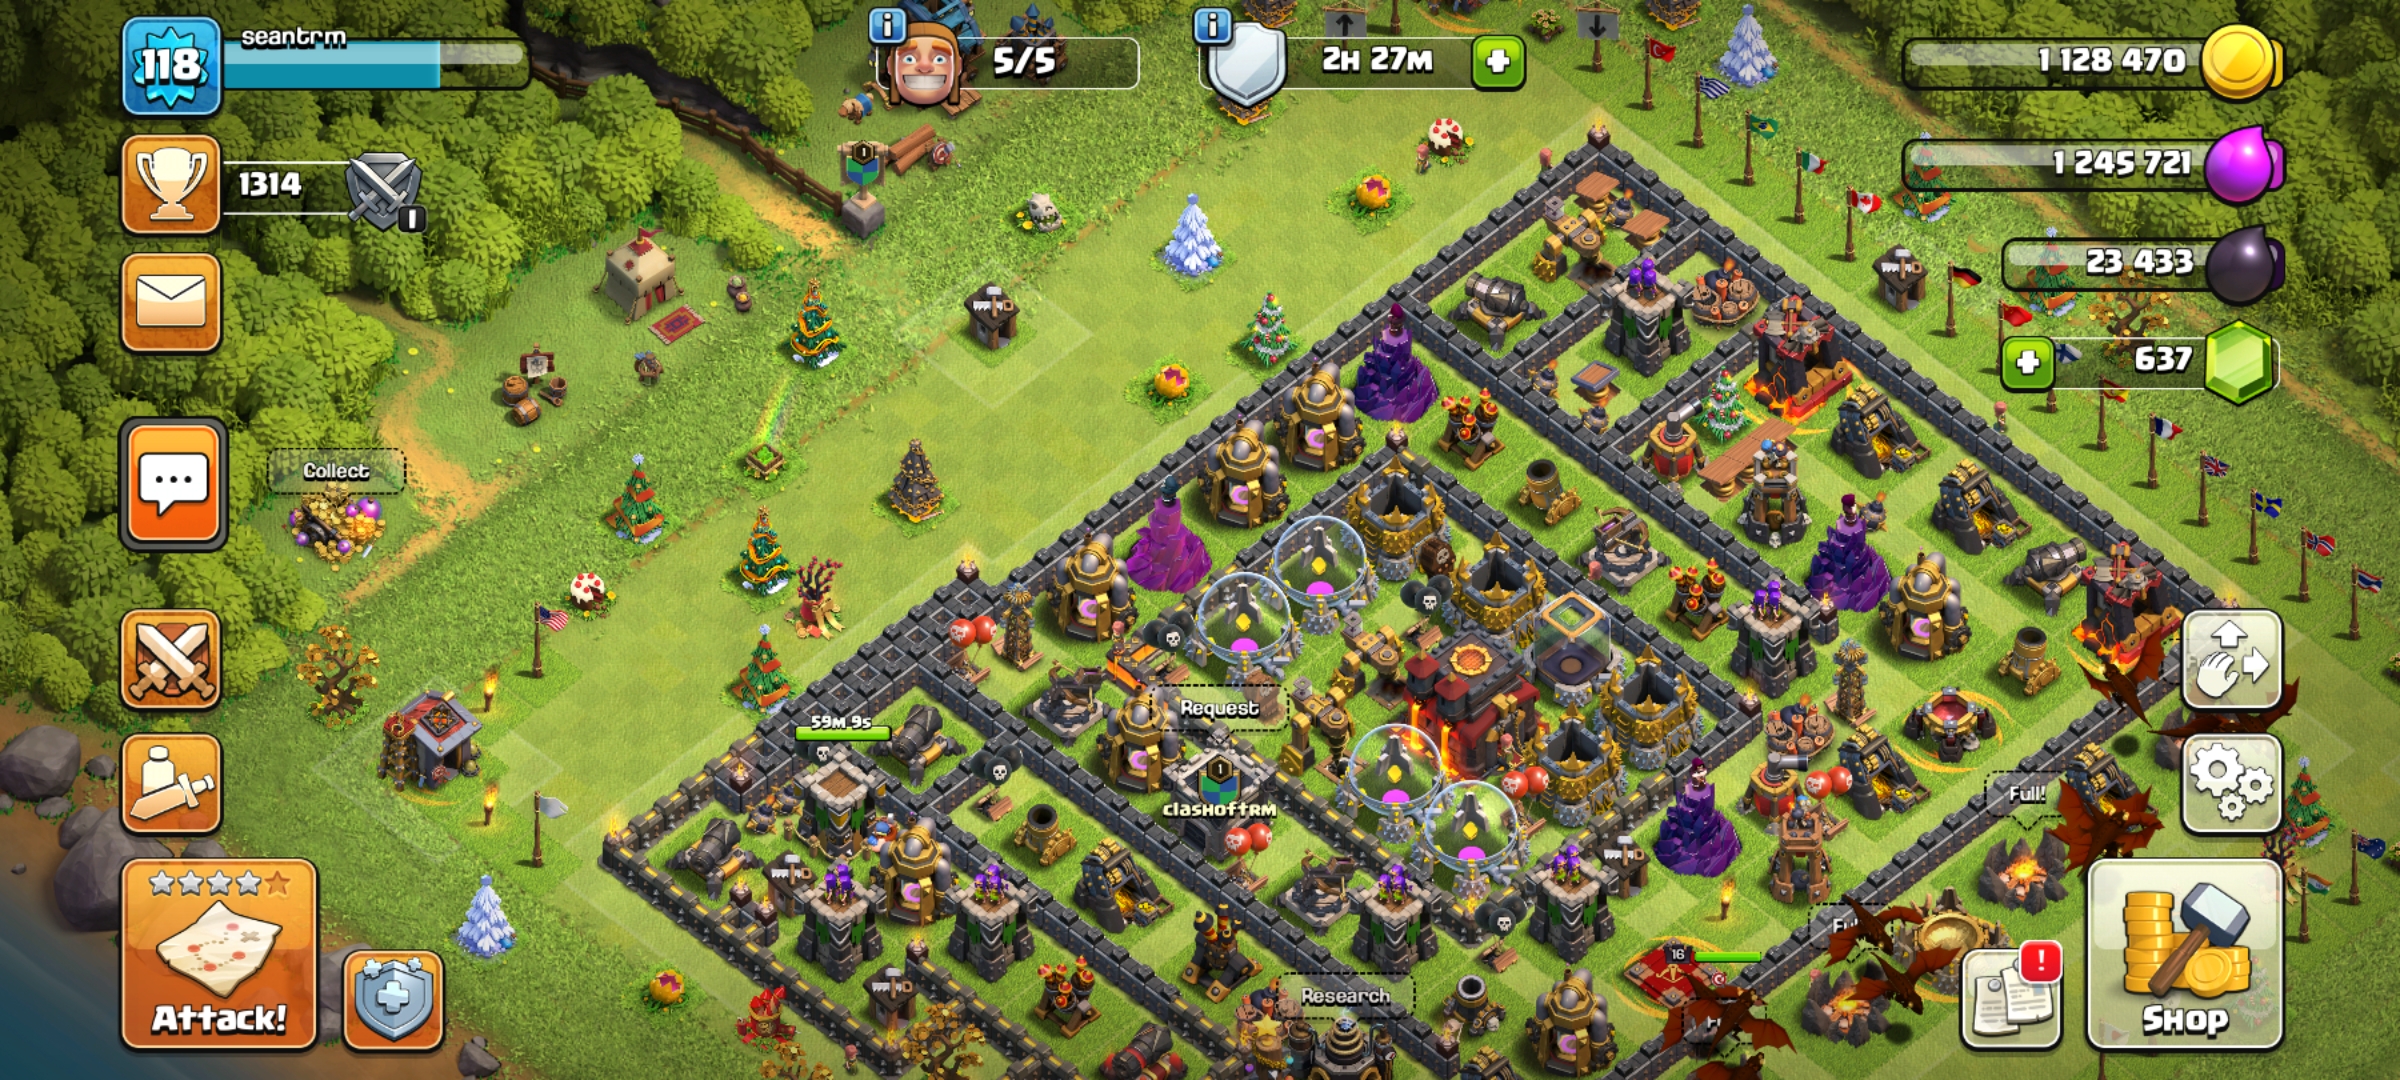 118
seantrm
5/5
2H 27M
1 128 470
1314
I
1 245 721
23 433
637
Collect
Request
59M 9s
clashoftRM
Full!
Attack!
16
Research
Shop